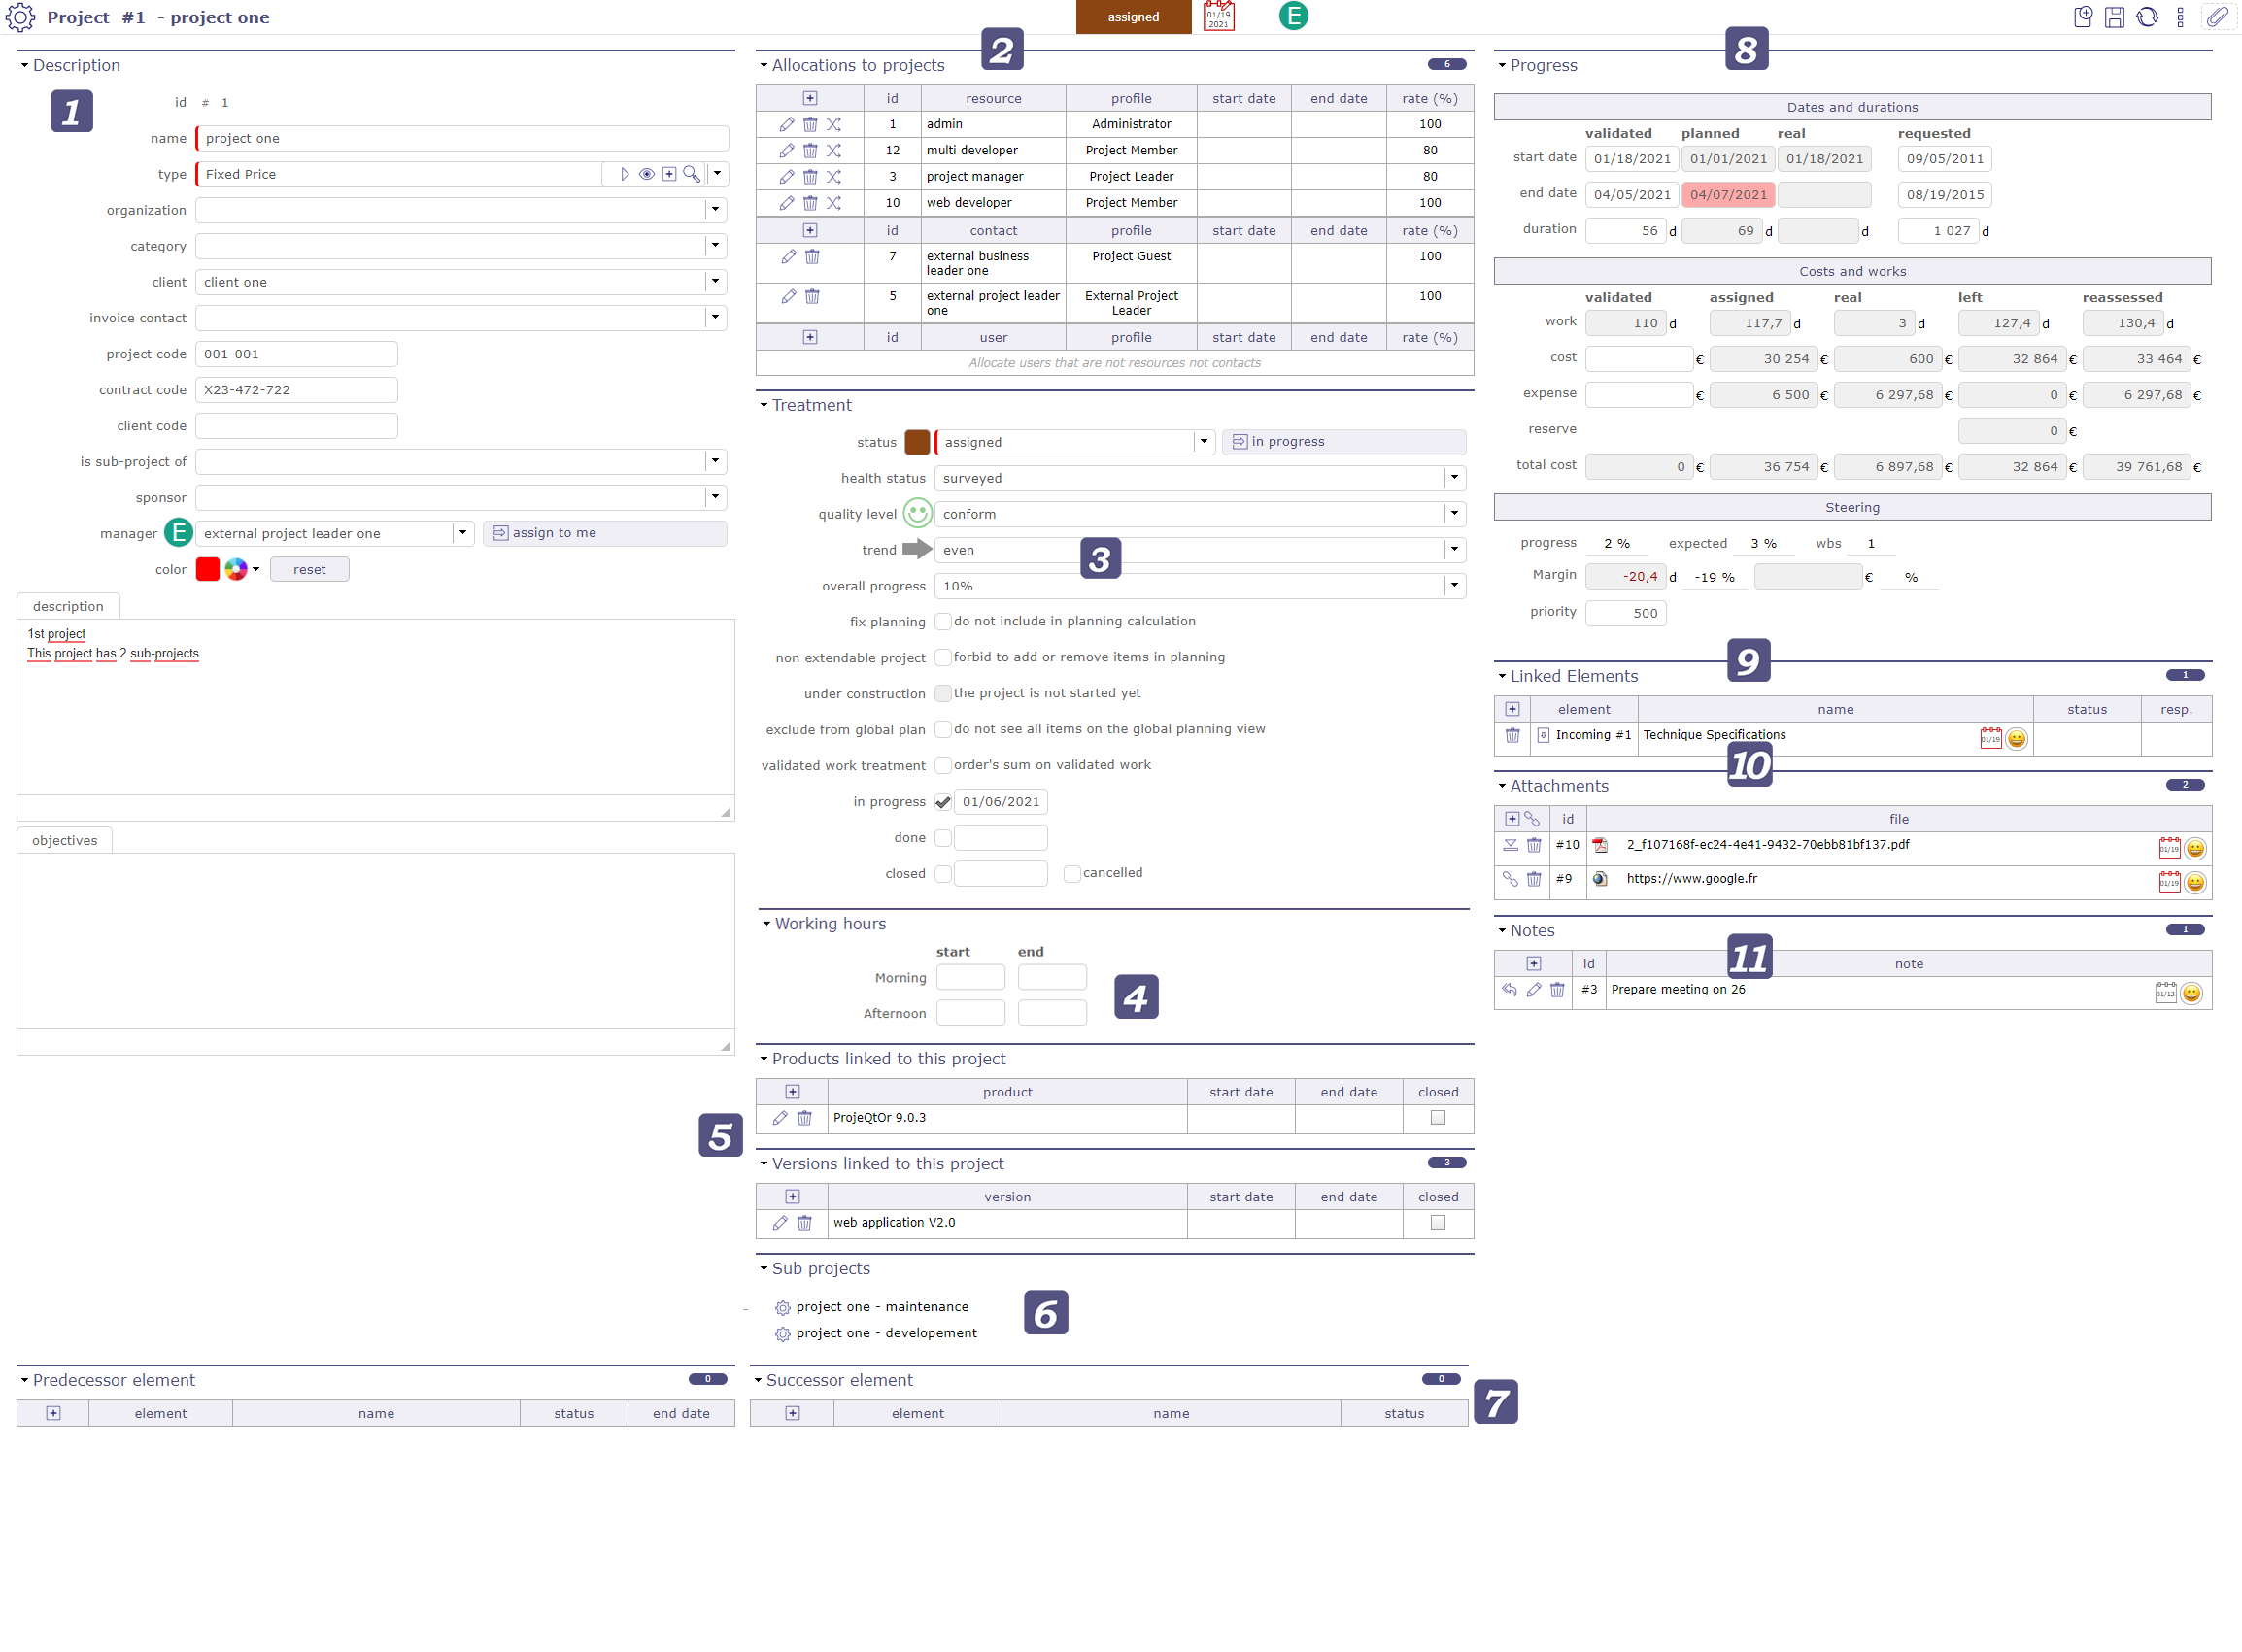 Project #1 - project one
assigned
01/19
2021
E
Description
1
id # 1
name project one
type Fixed Price
organization
category
client client one
invoice contact
project code 001-001
contract code X23-472-722
client code
is sub-project of
sponsor
manager E external project leader one assign to me
color reset
description
1st project
This project has 2 sub-projects
objectives
2
Allocations to projects 6
id resource profile start date end date rate (%)
1 admin Administrator 100
12 multi developer Project Member 80
3 project manager Project Leader 80
10 web developer Project Member 100
id contact profile start date end date rate (%)
7 external business leader one Project Guest 100
5 external project leader one External Project Leader 100
id user profile start date end date rate (%)
Allocate users that are not resources not contacts
Treatment
status assigned in progress
health status surveyed
quality level conform
trend even
3
overall progress 10%
fix planning do not include in planning calculation
non extendable project forbid to add or remove items in planning
under construction the project is not started yet
exclude from global plan do not see all items on the global planning view
validated work treatment order's sum on validated work
in progress 01/06/2021
done
closed cancelled
Working hours
start end
Morning
4
Afternoon
Products linked to this project
product start date end date closed
ProjeQtOr 9.0.3
5
Versions linked to this project 3
version start date end date closed
web application V2.0
Sub projects
project one - maintenance
6
project one - developement
Predecessor element 0
element name status end date
Successor element 0
element name status
7
8
Progress
Dates and durations
validated planned real requested
start date 01/18/2021 01/01/2021 01/18/2021 09/05/2011
end date 04/05/2021 04/07/2021 08/19/2015
duration 56 d 69 d d 1 027 d
Costs and works
validated assigned real left reassessed
work 110 d 117,7 d 3 d 127,4 d 130,4 d
cost € 30 254 € 600 € 32 864 € 33 464 €
expense € 6 500 € 6 297,68 € 0 € 6 297,68 €
reserve 0 €
total cost 0 € 36 754 € 6 897,68 € 32 864 € 39 761,68 €
Steering
progress 2 % expected 3 % wbs 1
Margin -20,4 d -19 % € %
priority 500
9
Linked Elements 1
element name status resp.
Incoming #1 Technique Specifications 01/19
10
Attachments 2
id file
#10 2_f107168f-ec24-4e41-9432-70ebb81bf137.pdf 01/19
#9 https://www.google.fr 01/19
Notes 1
11
id note
#3 Prepare meeting on 26 01/12